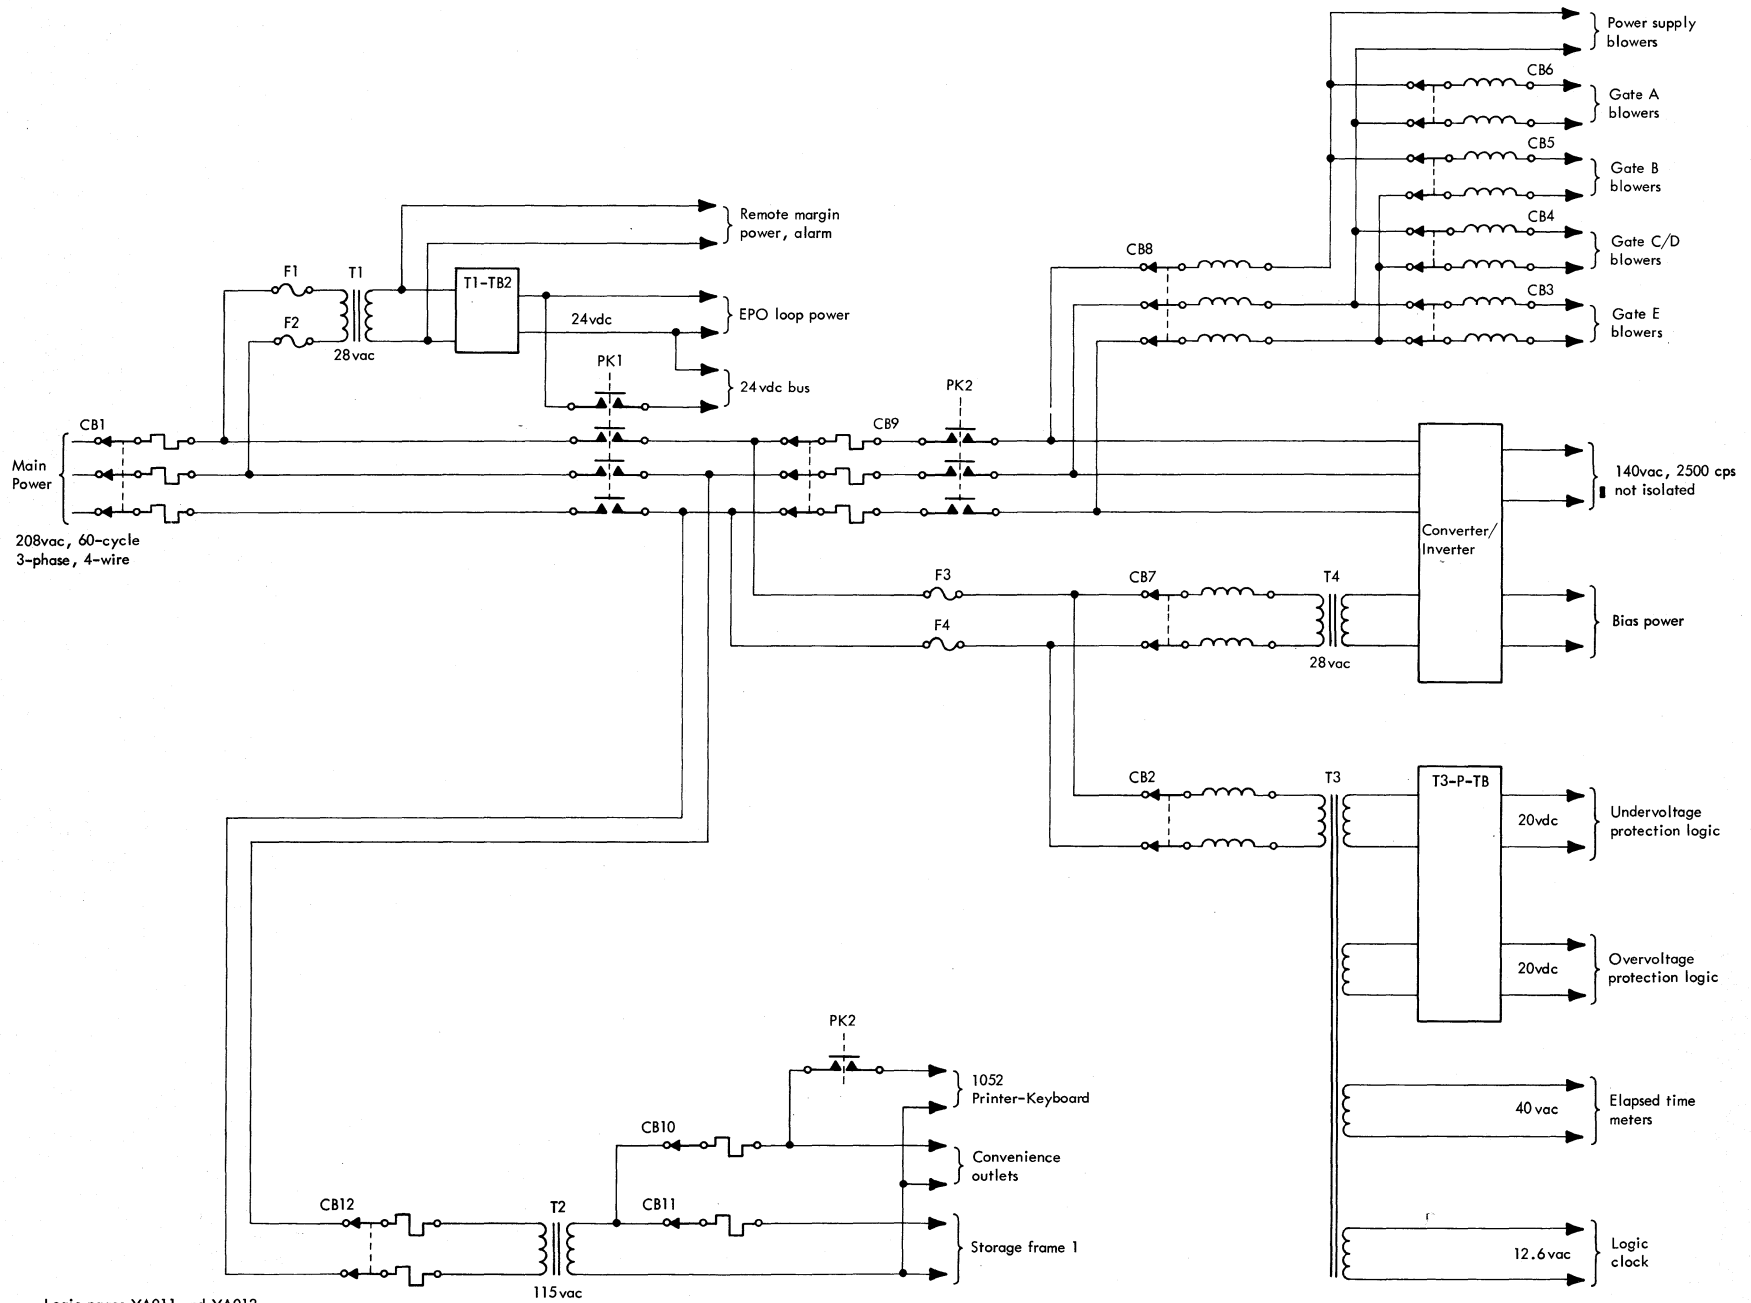 Power supply
blowers
CB6
Gate A
blowers
CB5
Gate B
blowers
CB4
Gate C/D
blowers
CB3
Gate E
blowers
CB8
Remote margin
power, alarm
F1
T1
T1-TB2
F2
28vac
24vdc
EPO loop power
PK1
24vdc bus
PK2
CB1
CB9
Main
Power
208vac, 60-cycle
3-phase, 4-wire
140vac, 2500 cps
not isolated
Converter/
Inverter
F3
CB7
T4
F4
28vac
Bias power
CB2
T3
T3-P-TB
20vdc
Undervoltage
protection logic
20vdc
Overvoltage
protection logic
PK2
1052
Printer-Keyboard
40vac
Elapsed time
meters
CB10
Convenience
outlets
CB12
T2
CB11
Storage frame 1
115vac
12.6vac
Logic
clock